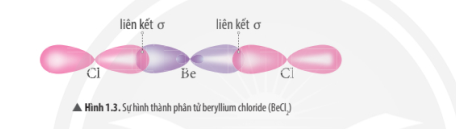 liên kết σ liên kết σ
Cl Be Cl
▲ Hình 1.3. Sự hình thành phân tử beryllium chloride (BeCl₂)